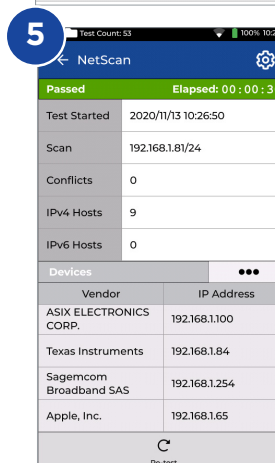 5
Test Count: 53 100% 10:2
NetScan
Passed Elapsed: 00:00:3
Test Started 2020/11/13 10:26:50
Scan 192.168.1.81/24
Conflicts 0
IPv4 Hosts 9
IPv6 Hosts 0
Devices
Vendor IP Address
ASIX ELECTRONICS
CORP. 192.168.1.100
Texas Instruments 192.168.1.84
Sagemcom
Broadband SAS 192.168.1.254
Apple, Inc. 192.168.1.65
Re-test